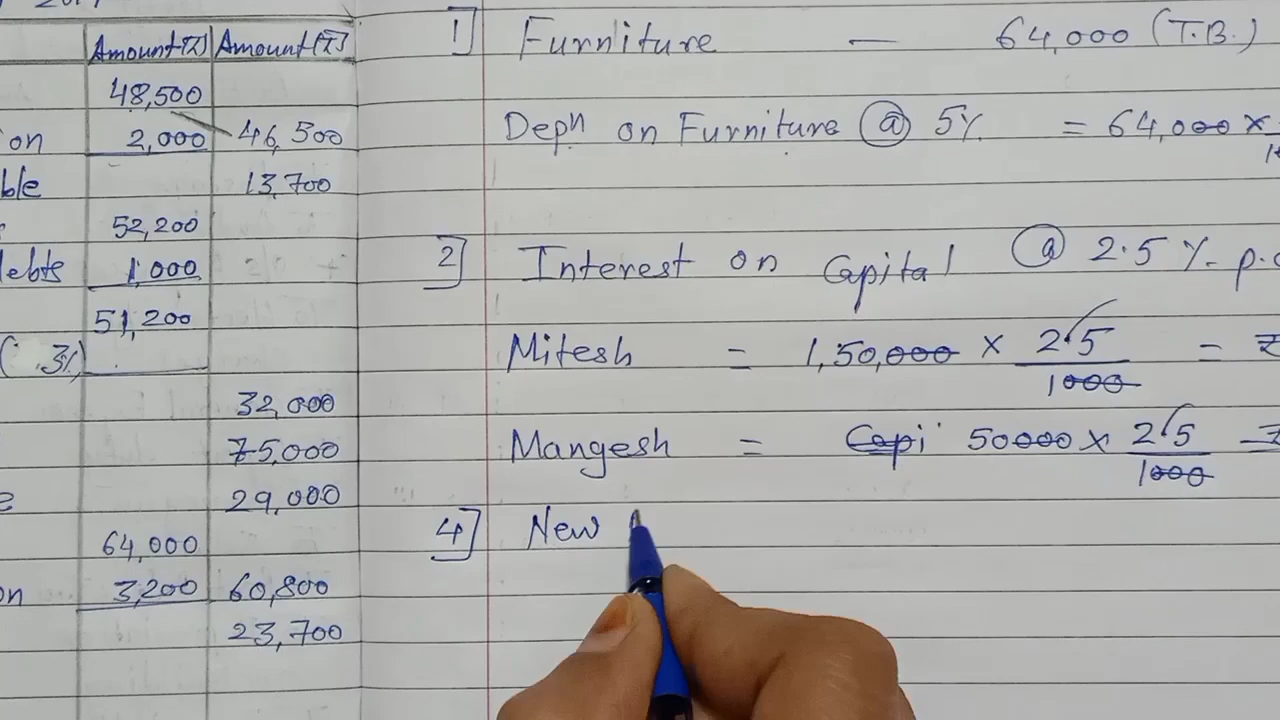 Amount(₹) Amount(₹)
48,500
on 2,000 46,500
ble 13,700
52,200
debts 1,000
51,200
( 3%)
32,000
75,000
e 29,000
64,000
on 3,200 60,800
23,700
1] Furniture — 64,000 (T.B.)
Depn on Furniture @ 5% = 64,000 ×
2] Interest on Capital @ 2.5 % p.a
Mitesh = 1,50,000 × 2.5 / 1000 = ₹
Mangesh = Capi 50000 × 2.5 / 1000 =
4] New